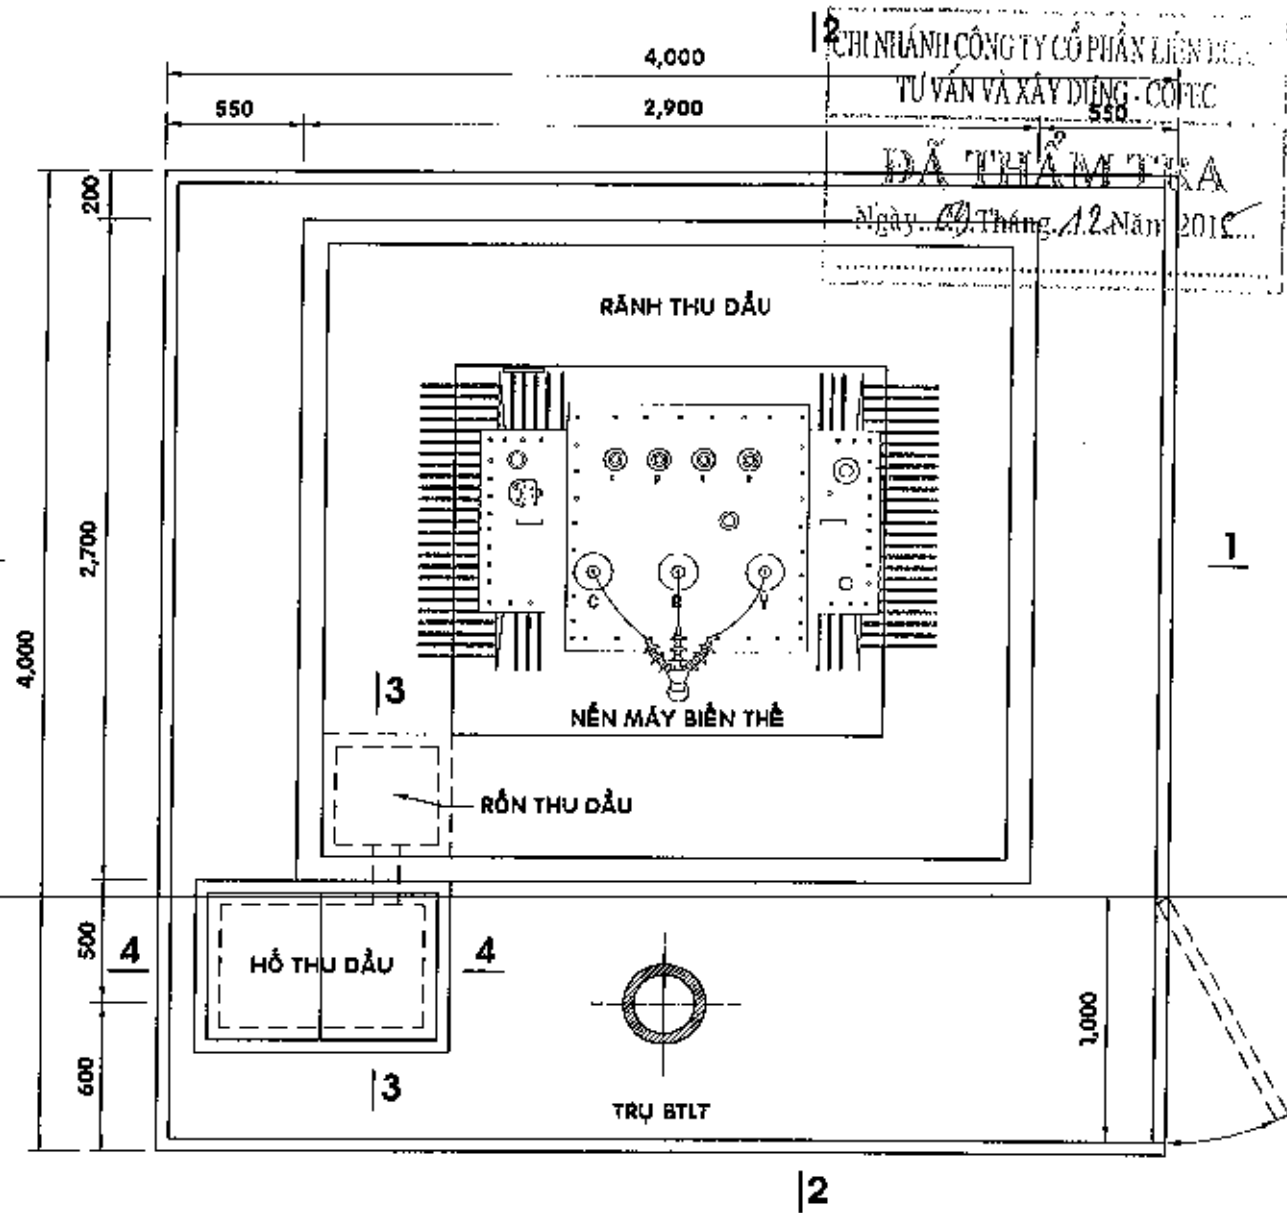 2
CHI NHÁNH CÔNG TY CỔ PHẦN LIÊN
TƯ VẤN VÀ XÂY DỰNG - COFEC
ĐÃ THẨM TRA
Ngày 09 Tháng 12 Năm 201
4,000
550
2,900
550
200
RÃNH THU DẦU
2,700
4,000
1
C
B
NỀN MÁY BIẾN THẾ
3
RỐN THU DẦU
500
4
HỐ THU DẦU
4
1,000
600
3
TRỤ BTLT
2